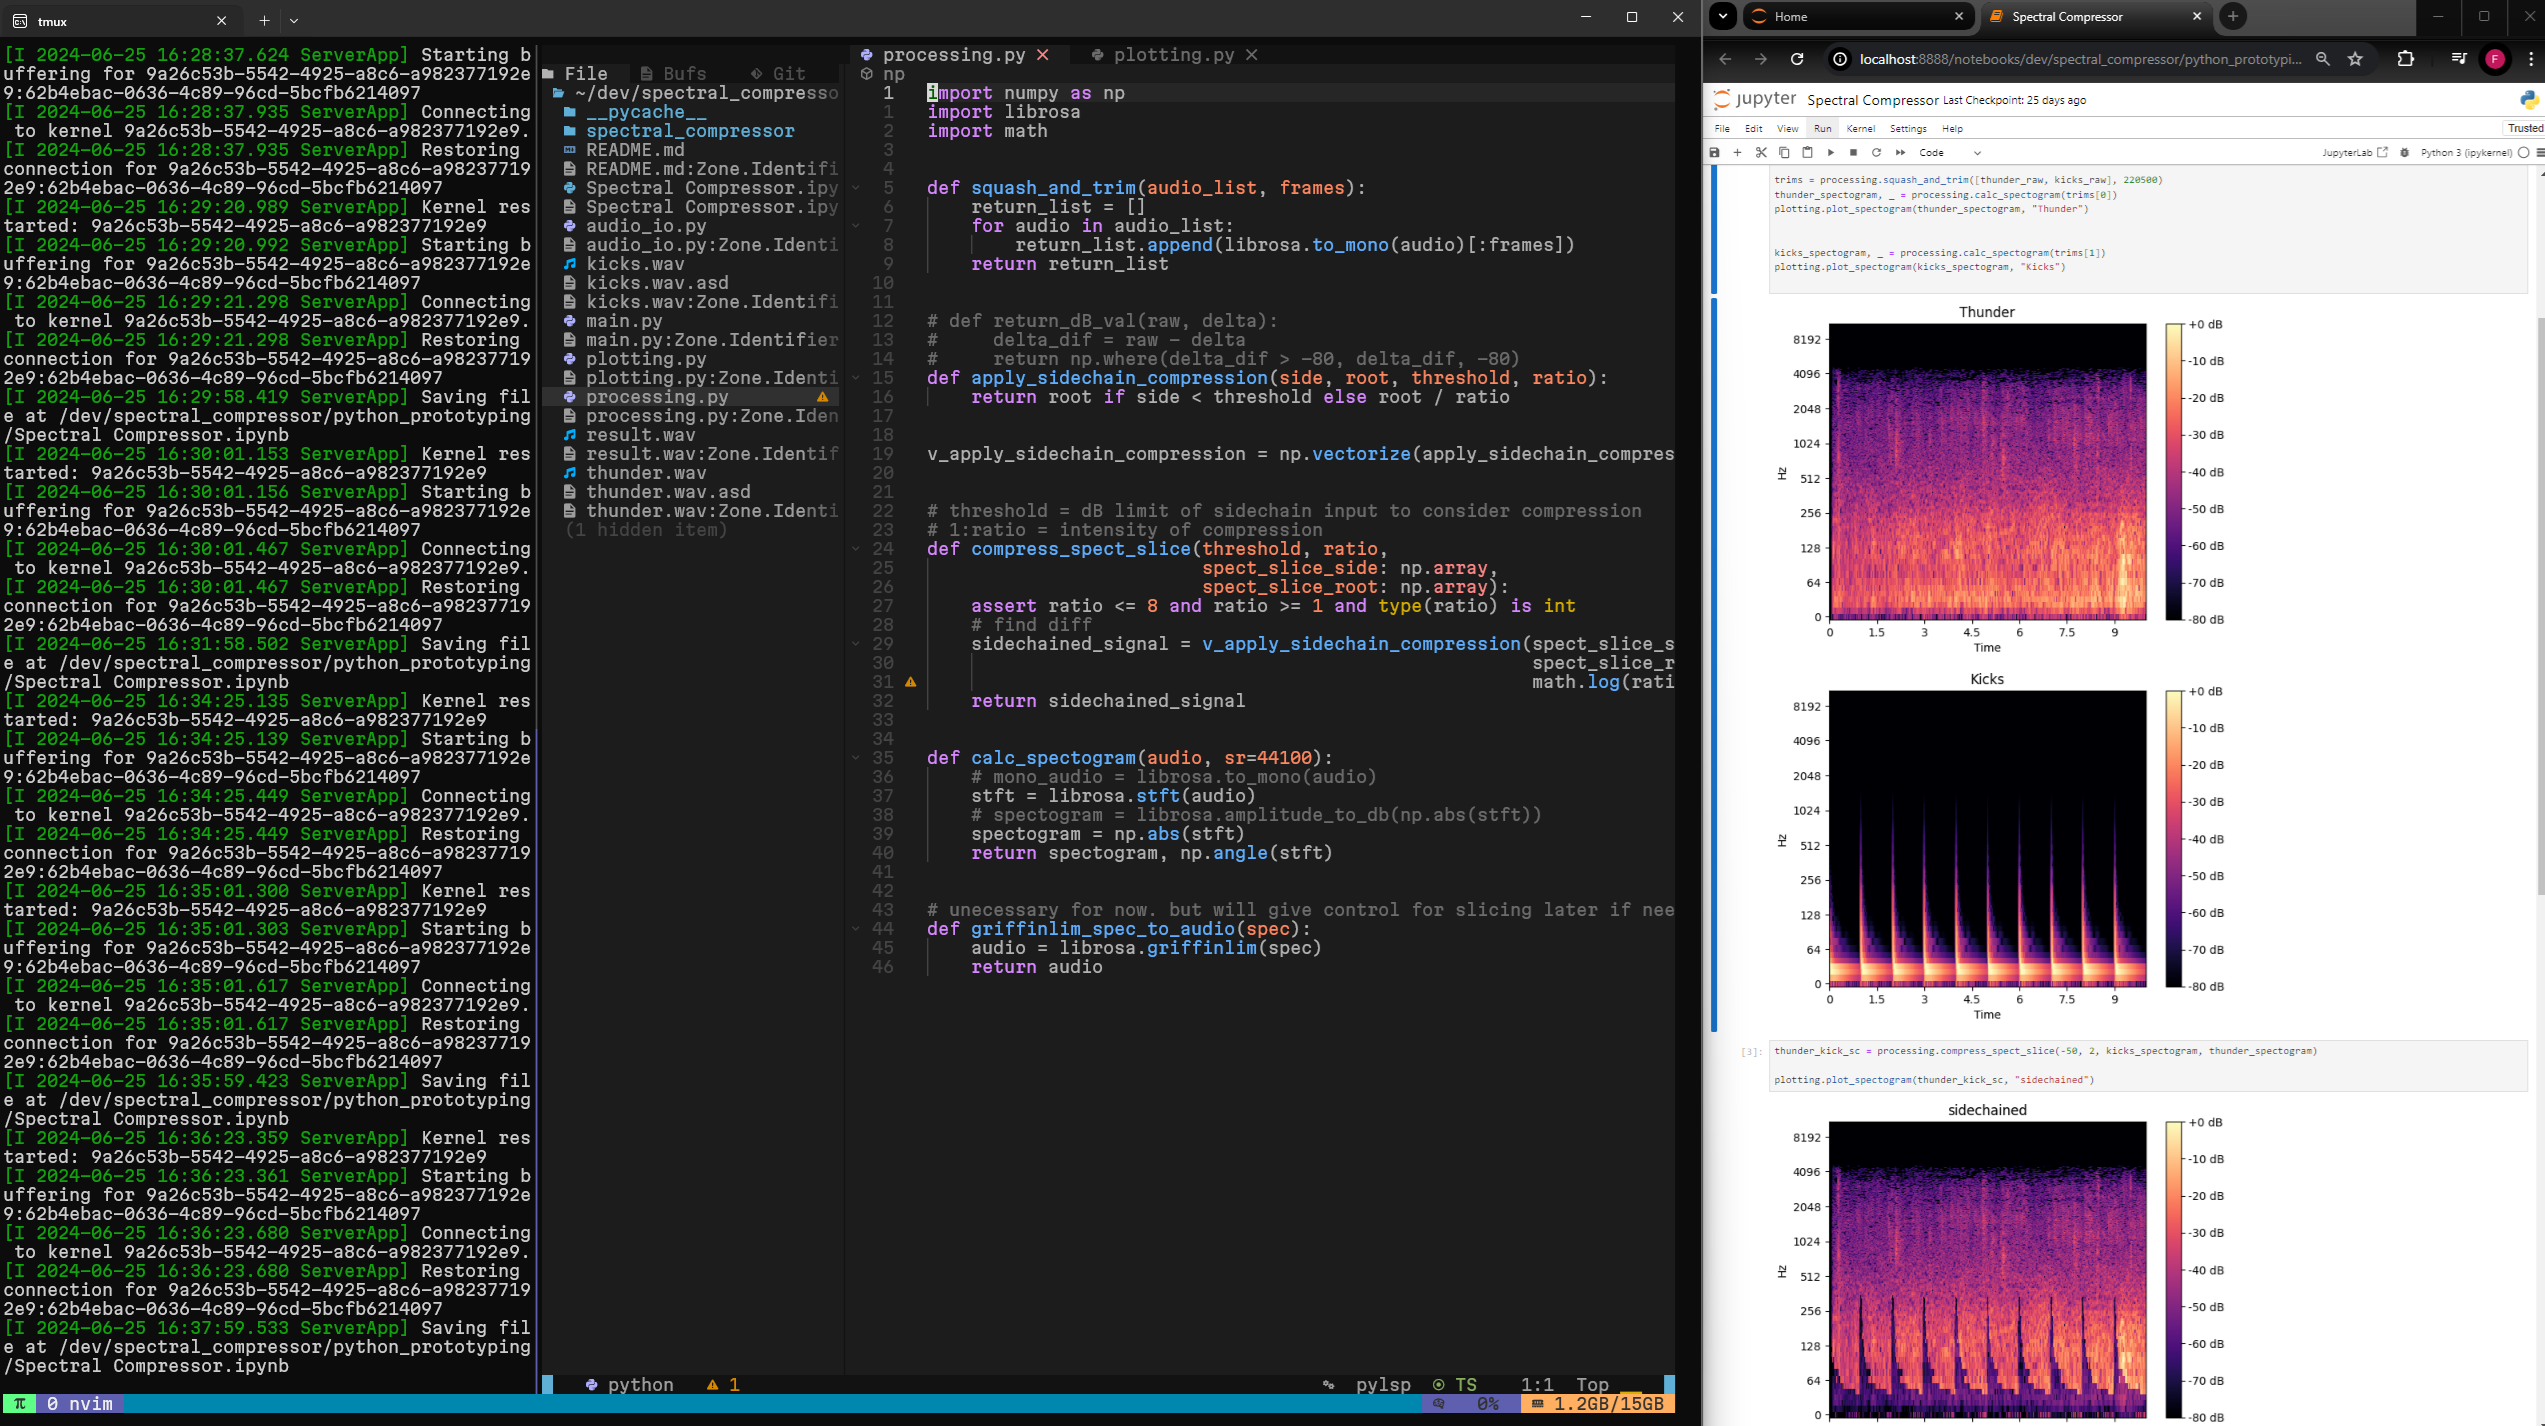 tmux
[I 2024-06-25 16:28:37.624 ServerApp] Starting b
uffering for 9a26c53b-5542-4925-a8c6-a982377192e
9:62b4ebac-0636-4c89-96cd-5bcfb6214097
[I 2024-06-25 16:28:37.935 ServerApp] Connecting
 to kernel 9a26c53b-5542-4925-a8c6-a982377192e9.
[I 2024-06-25 16:28:37.935 ServerApp] Restoring
connection for 9a26c53b-5542-4925-a8c6-a98237719
2e9:62b4ebac-0636-4c89-96cd-5bcfb6214097
[I 2024-06-25 16:29:20.989 ServerApp] Kernel res
tarted: 9a26c53b-5542-4925-a8c6-a982377192e9
[I 2024-06-25 16:29:20.992 ServerApp] Starting b
uffering for 9a26c53b-5542-4925-a8c6-a982377192e
9:62b4ebac-0636-4c89-96cd-5bcfb6214097
[I 2024-06-25 16:29:21.298 ServerApp] Connecting
 to kernel 9a26c53b-5542-4925-a8c6-a982377192e9.
[I 2024-06-25 16:29:21.298 ServerApp] Restoring
connection for 9a26c53b-5542-4925-a8c6-a98237719
2e9:62b4ebac-0636-4c89-96cd-5bcfb6214097
[I 2024-06-25 16:29:58.419 ServerApp] Saving fil
e at /dev/spectral_compressor/python_prototyping
/Spectral Compressor.ipynb
[I 2024-06-25 16:30:01.153 ServerApp] Kernel res
tarted: 9a26c53b-5542-4925-a8c6-a982377192e9
[I 2024-06-25 16:30:01.156 ServerApp] Starting b
uffering for 9a26c53b-5542-4925-a8c6-a982377192e
9:62b4ebac-0636-4c89-96cd-5bcfb6214097
[I 2024-06-25 16:30:01.467 ServerApp] Connecting
 to kernel 9a26c53b-5542-4925-a8c6-a982377192e9.
[I 2024-06-25 16:30:01.467 ServerApp] Restoring
connection for 9a26c53b-5542-4925-a8c6-a98237719
2e9:62b4ebac-0636-4c89-96cd-5bcfb6214097
[I 2024-06-25 16:31:58.502 ServerApp] Saving fil
e at /dev/spectral_compressor/python_prototyping
/Spectral Compressor.ipynb
[I 2024-06-25 16:34:25.135 ServerApp] Kernel res
tarted: 9a26c53b-5542-4925-a8c6-a982377192e9
[I 2024-06-25 16:34:25.139 ServerApp] Starting b
uffering for 9a26c53b-5542-4925-a8c6-a982377192e
9:62b4ebac-0636-4c89-96cd-5bcfb6214097
[I 2024-06-25 16:34:25.449 ServerApp] Connecting
 to kernel 9a26c53b-5542-4925-a8c6-a982377192e9.
[I 2024-06-25 16:34:25.449 ServerApp] Restoring
connection for 9a26c53b-5542-4925-a8c6-a98237719
2e9:62b4ebac-0636-4c89-96cd-5bcfb6214097
[I 2024-06-25 16:35:01.300 ServerApp] Kernel res
tarted: 9a26c53b-5542-4925-a8c6-a982377192e9
[I 2024-06-25 16:35:01.303 ServerApp] Starting b
uffering for 9a26c53b-5542-4925-a8c6-a982377192e
9:62b4ebac-0636-4c89-96cd-5bcfb6214097
[I 2024-06-25 16:35:01.617 ServerApp] Connecting
 to kernel 9a26c53b-5542-4925-a8c6-a982377192e9.
[I 2024-06-25 16:35:01.617 ServerApp] Restoring
connection for 9a26c53b-5542-4925-a8c6-a98237719
2e9:62b4ebac-0636-4c89-96cd-5bcfb6214097
[I 2024-06-25 16:35:59.423 ServerApp] Saving fil
e at /dev/spectral_compressor/python_prototyping
/Spectral Compressor.ipynb
[I 2024-06-25 16:36:23.359 ServerApp] Kernel res
tarted: 9a26c53b-5542-4925-a8c6-a982377192e9
[I 2024-06-25 16:36:23.361 ServerApp] Starting b
uffering for 9a26c53b-5542-4925-a8c6-a982377192e
9:62b4ebac-0636-4c89-96cd-5bcfb6214097
[I 2024-06-25 16:36:23.680 ServerApp] Connecting
 to kernel 9a26c53b-5542-4925-a8c6-a982377192e9.
[I 2024-06-25 16:36:23.680 ServerApp] Restoring
connection for 9a26c53b-5542-4925-a8c6-a98237719
2e9:62b4ebac-0636-4c89-96cd-5bcfb6214097
[I 2024-06-25 16:37:59.533 ServerApp] Saving fil
e at /dev/spectral_compressor/python_prototyping
/Spectral Compressor.ipynb
File Bufs Git
~/dev/spectral_compresso
__pycache__
spectral_compressor
README.md
README.md:Zone.Identifi
Spectral Compressor.ipy
Spectral Compressor.ipy
audio_io.py
audio_io.py:Zone.Identi
kicks.wav
kicks.wav.asd
kicks.wav:Zone.Identifi
main.py
main.py:Zone.Identifier
plotting.py
plotting.py:Zone.Identi
processing.py
processing.py:Zone.Iden
result.wav
result.wav:Zone.Identif
thunder.wav
thunder.wav.asd
thunder.wav:Zone.Identi
(1 hidden item)
processing.py plotting.py
np
1 import numpy as np
1 import librosa
2 import math
3
4
5 def squash_and_trim(audio_list, frames):
6     return_list = []
7     for audio in audio_list:
8         return_list.append(librosa.to_mono(audio)[:frames])
9     return return_list
10
11
12 # def return_dB_val(raw, delta):
13 #     delta_dif = raw - delta
14 #     return np.where(delta_dif > -80, delta_dif, -80)
15 def apply_sidechain_compression(side, root, threshold, ratio):
16     return root if side < threshold else root / ratio
17
18
19 v_apply_sidechain_compression = np.vectorize(apply_sidechain_compres
20
21
22 # threshold = dB limit of sidechain input to consider compression
23 # 1:ratio = intensity of compression
24 def compress_spect_slice(threshold, ratio,
25                          spect_slice_side: np.array,
26                          spect_slice_root: np.array):
27     assert ratio <= 8 and ratio >= 1 and type(ratio) is int
28     # find diff
29     sidechained_signal = v_apply_sidechain_compression(spect_slice_s
30                                                        spect_slice_r
31                                                        math.log(rati
32     return sidechained_signal
33
34
35 def calc_spectogram(audio, sr=44100):
36     # mono_audio = librosa.to_mono(audio)
37     stft = librosa.stft(audio)
38     # spectogram = librosa.amplitude_to_db(np.abs(stft))
39     spectogram = np.abs(stft)
40     return spectogram, np.angle(stft)
41
42
43 # unecessary for now. but will give control for slicing later if nee
44 def griffinlim_spec_to_audio(spec):
45     audio = librosa.griffinlim(spec)
46     return audio
python 1 pylsp TS 1:1 Top
π 0 nvim 0% 1.2GB/15GB
Home Spectral Compressor
localhost:8888/notebooks/dev/spectral_compressor/python_prototypi... F
jupyter Spectral Compressor Last Checkpoint: 25 days ago
File Edit View Run Kernel Settings Help Trusted
Code JupyterLab Python 3 (ipykernel)
trims = processing.squash_and_trim([thunder_raw, kicks_raw], 220500)
thunder_spectogram, _ = processing.calc_spectogram(trims[0])
plotting.plot_spectogram(thunder_spectogram, "Thunder")
kicks_spectogram, _ = processing.calc_spectogram(trims[1])
plotting.plot_spectogram(kicks_spectogram, "Kicks")
Thunder
8192
4096
2048
1024
512
256
128
64
0
Hz
0 1.5 3 4.5 6 7.5 9
Time
+0 dB
-10 dB
-20 dB
-30 dB
-40 dB
-50 dB
-60 dB
-70 dB
-80 dB
Kicks
8192
4096
2048
1024
512
256
128
64
0
Hz
0 1.5 3 4.5 6 7.5 9
Time
+0 dB
-10 dB
-20 dB
-30 dB
-40 dB
-50 dB
-60 dB
-70 dB
-80 dB
[3]: thunder_kick_sc = processing.compress_spect_slice(-50, 2, kicks_spectogram, thunder_spectogram)
plotting.plot_spectogram(thunder_kick_sc, "sidechained")
sidechained
8192
4096
2048
1024
512
256
128
64
0
Hz
+0 dB
-10 dB
-20 dB
-30 dB
-40 dB
-50 dB
-60 dB
-70 dB
-80 dB